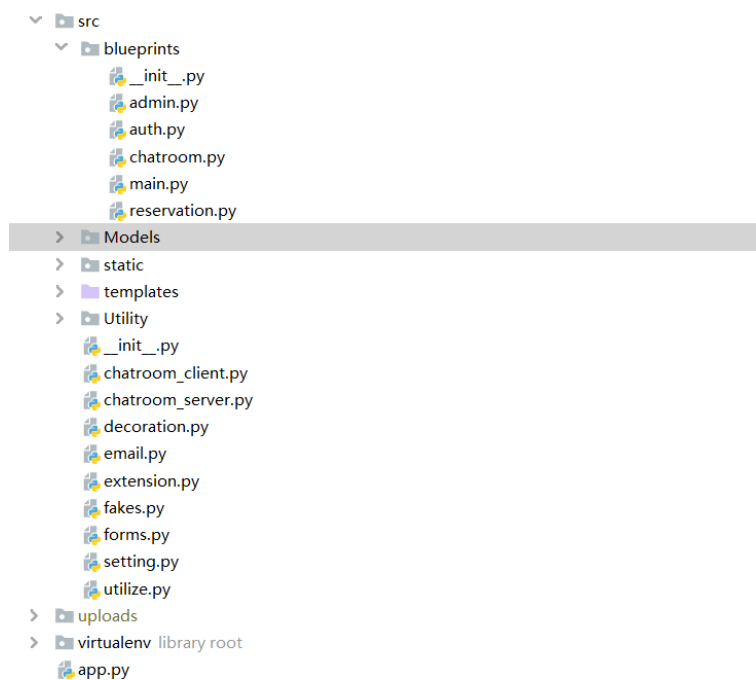 src
blueprints
__init__.py
admin.py
auth.py
chatroom.py
main.py
reservation.py
Models
static
templates
Utility
__init__.py
chatroom_client.py
chatroom_server.py
decoration.py
email.py
extension.py
fakes.py
forms.py
setting.py
utilize.py
uploads
virtualenv library root
app.py